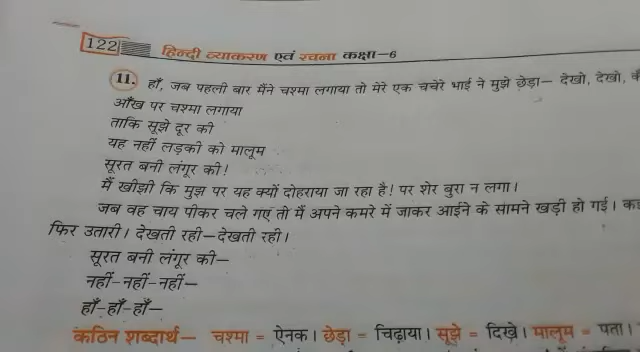 122 हिन्दी व्याकरण एवं रचना कक्षा–6
11. हाँ, जब पहली बार मैंने चश्मा लगाया तो मेरे एक चचेरे भाई ने मुझे छेड़ा— देखो, देखो,
आँख पर चश्मा लगाया
ताकि सूझे दूर की
यह नहीं लड़की को मालूम
सूरत बनी लंगूर की!
मैं खीझी कि मुझ पर यह क्यों दोहराया जा रहा है! पर शेर बुरा न लगा।
जब वह चाय पीकर चले गए तो मैं अपने कमरे में जाकर आईने के सामने खड़ी हो गई।
फिर उतारी। देखती रही—देखती रही।
सूरत बनी लंगूर की—
नहीं-नहीं-नहीं—
हाँ-हाँ-हाँ—
कठिन शब्दार्थ— चश्मा = ऐनक। छेड़ा = चिढ़ाया। सूझे = दिखे। मालूम = पता।